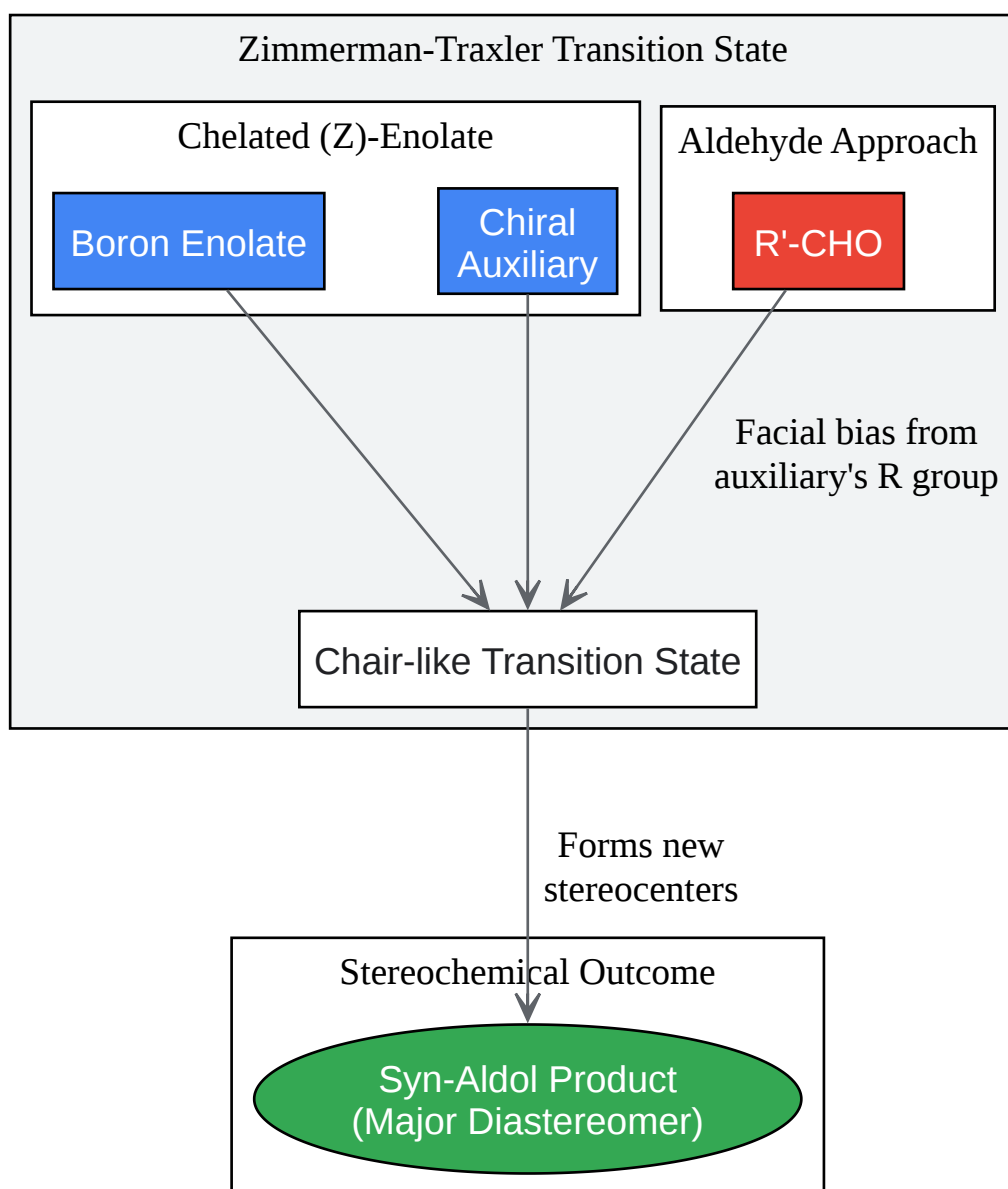 Zimmerman-Traxler Transition State
Chelated (Z)-Enolate
Aldehyde Approach
Boron Enolate
Chiral
Auxiliary
R'-CHO
Facial bias from
auxiliary's R group
Chair-like Transition State
Forms new
stereocenters
Stereochemical Outcome
Syn-Aldol Product
(Major Diastereomer)